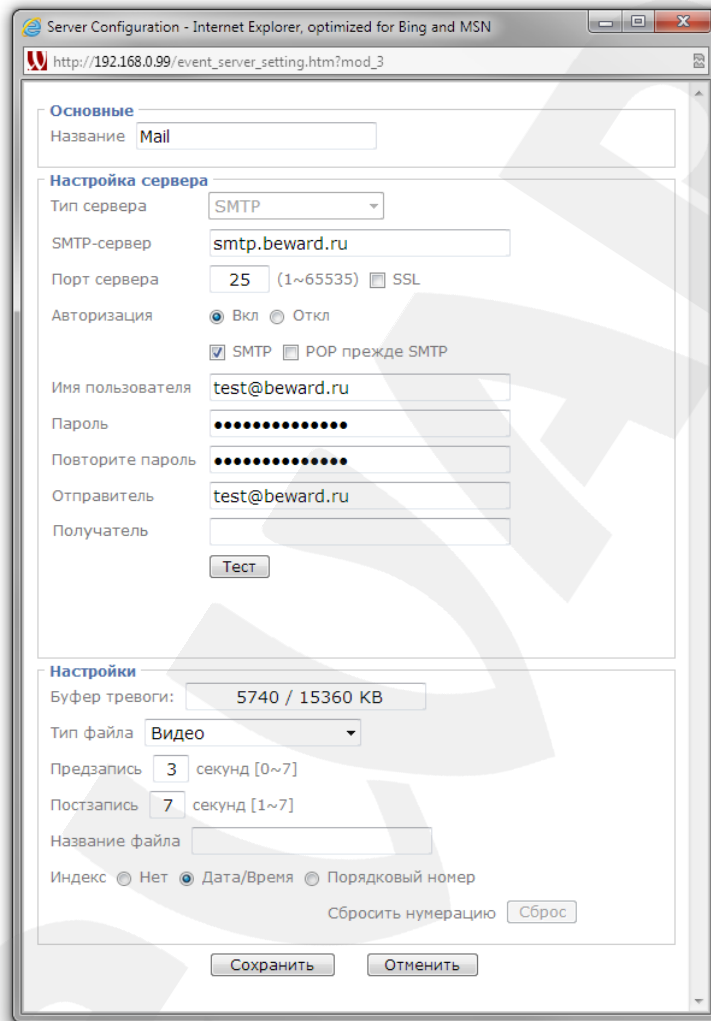 Server Configuration - Internet Explorer, optimized for Bing and MSN
http://192.168.0.99/event_server_setting.htm?mod_3
Основные
Название Mail
Настройка сервера
Тип сервера SMTP
SMTP-сервер smtp.beward.ru
Порт сервера 25 (1~65535) SSL
Авторизация Вкл Откл
SMTP POP прежде SMTP
Имя пользователя test@beward.ru
Пароль ••••••••••••••
Повторите пароль ••••••••••••••
Отправитель test@beward.ru
Получатель
Тест
Настройки
Буфер тревоги: 5740 / 15360 KB
Тип файла Видео
Предзапись 3 секунд [0~7]
Постзапись 7 секунд [1~7]
Название файла
Индекс Нет Дата/Время Порядковый номер
Сбросить нумерацию Сброс
Сохранить Отменить